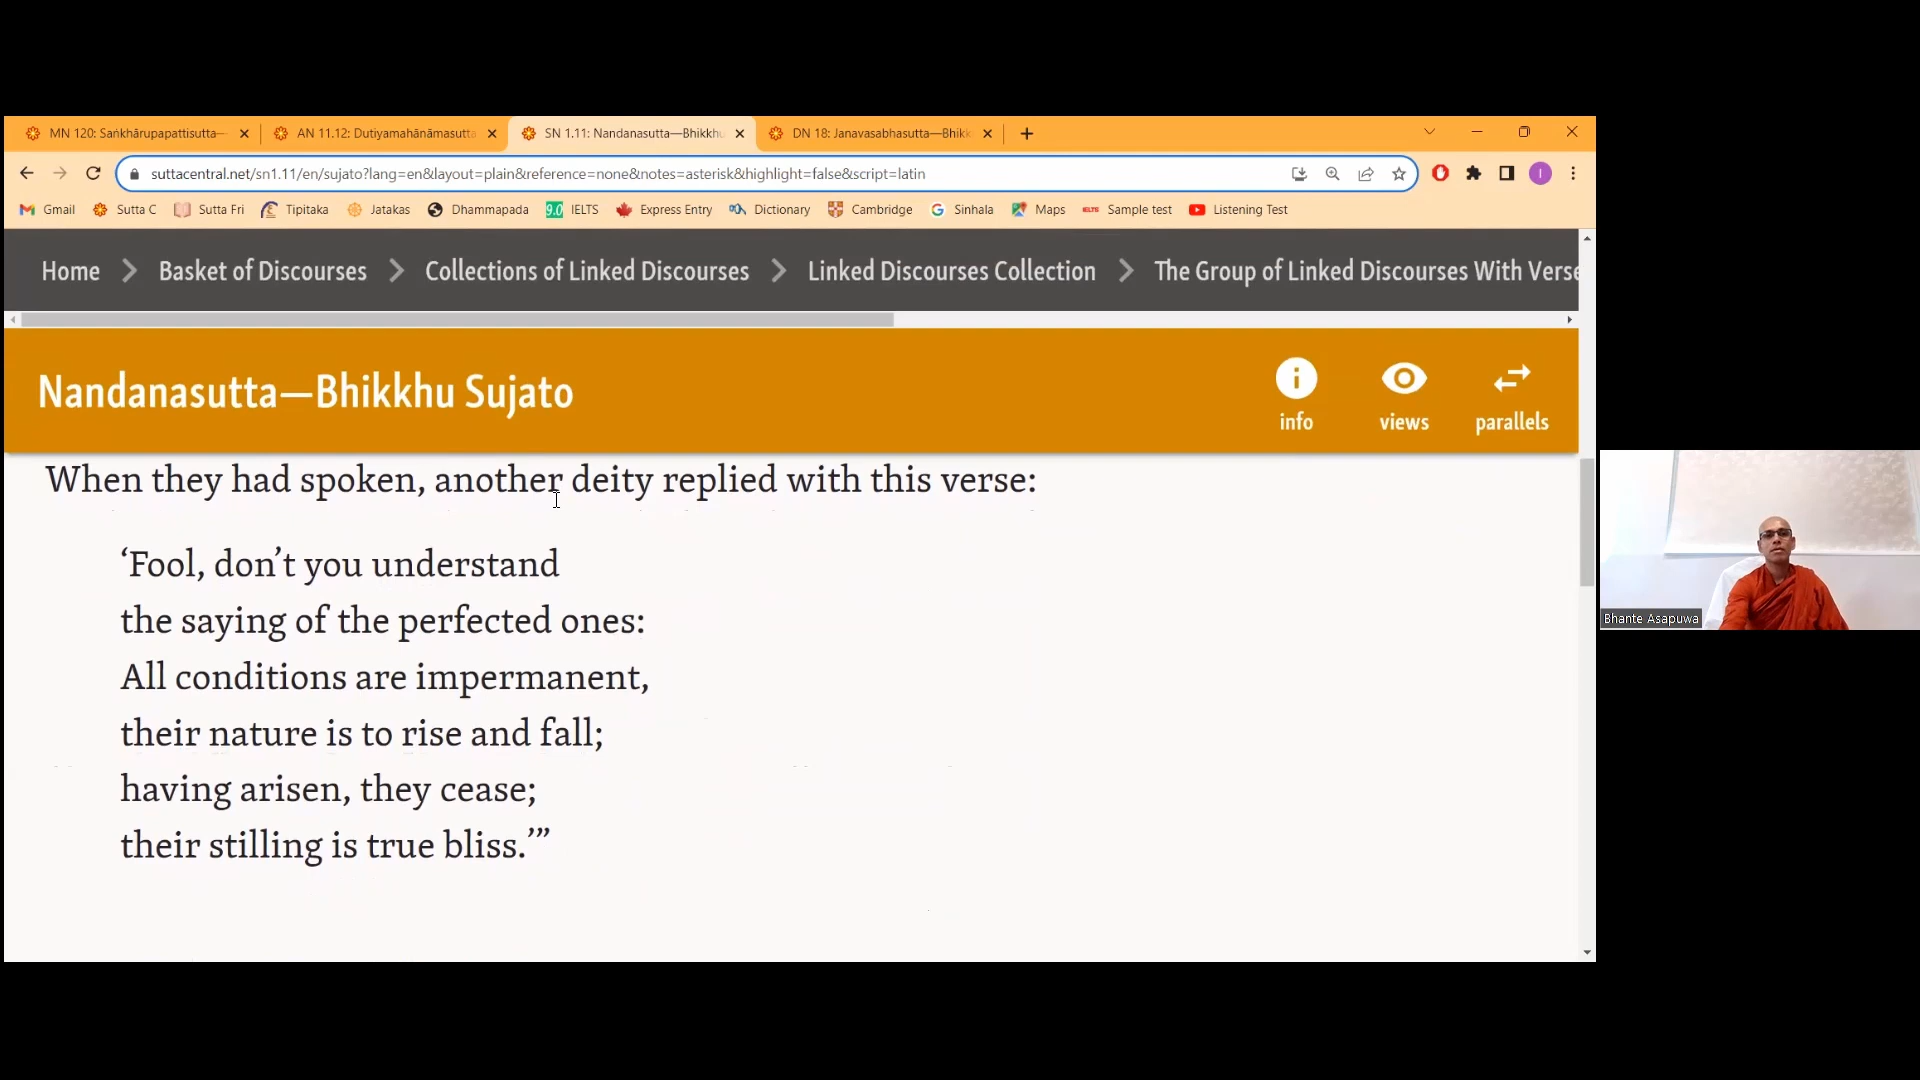 MN 120: Saṅkhārupapattisutta—
AN 11.12: Dutiyamahānāmasutta
SN 1.11: Nandanasutta—Bhikkhu
DN 18: Janavasabhasutta—Bhikk
suttacentral.net/sn1.11/en/sujato?lang=en&layout=plain&reference=none&notes=asterisk&highlight=false&script=latin
I
Gmail
Sutta C
Sutta Fri
Tipitaka
Jatakas
Dhammapada
9.0 IELTS
Express Entry
Dictionary
Cambridge
Sinhala
Maps
IELTS Sample test
Listening Test
Home > Basket of Discourses > Collections of Linked Discourses > Linked Discourses Collection > The Group of Linked Discourses With Verse
Nandanasutta—Bhikkhu Sujato
info
views
parallels
When they had spoken, another deity replied with this verse:
‘Fool, don’t you understand
the saying of the perfected ones:
All conditions are impermanent,
their nature is to rise and fall;
having arisen, they cease;
their stilling is true bliss.’”
Bhante Asapuwa